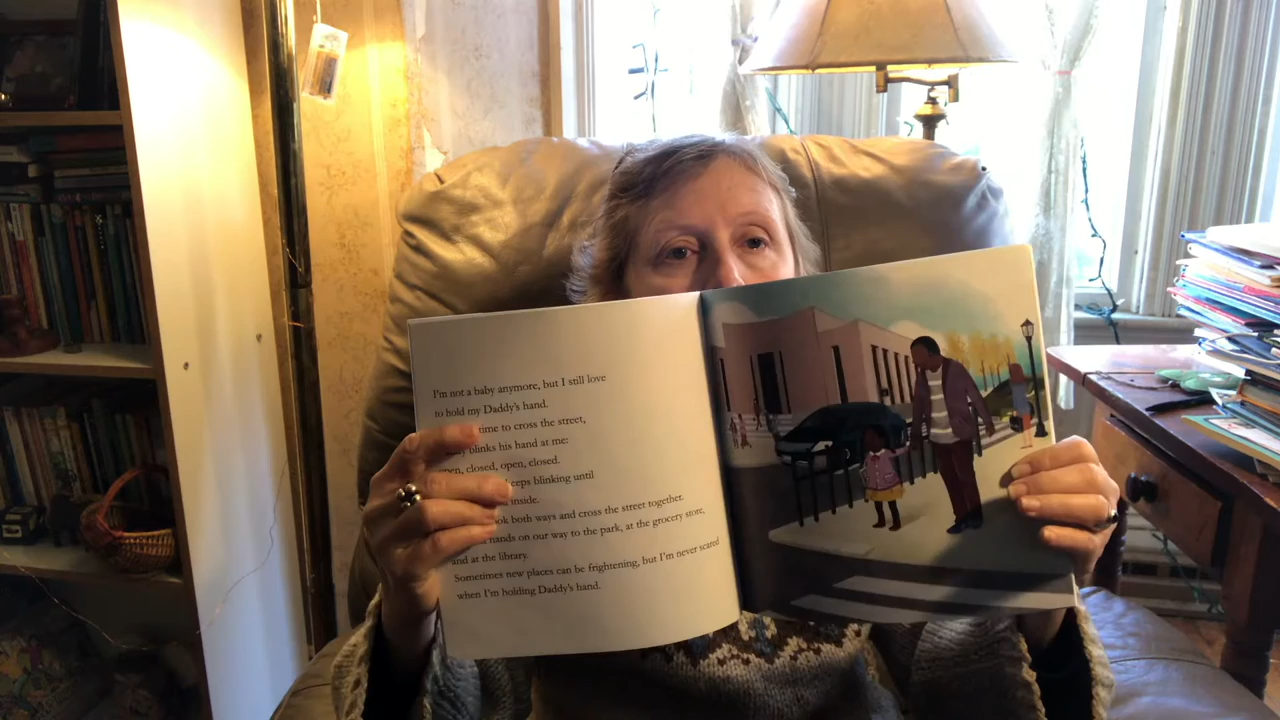 I'm not a baby anymore, but I still love
to hold my Daddy's hand.
time to cross the street,
blinks his hand at me:
open, closed, open, closed.
keeps blinking until
inside.
both ways and cross the street together.
hands on our way to the park, at the grocery store,
and at the library.
Sometimes new places can be frightening, but I'm never scared
when I'm holding Daddy's hand.